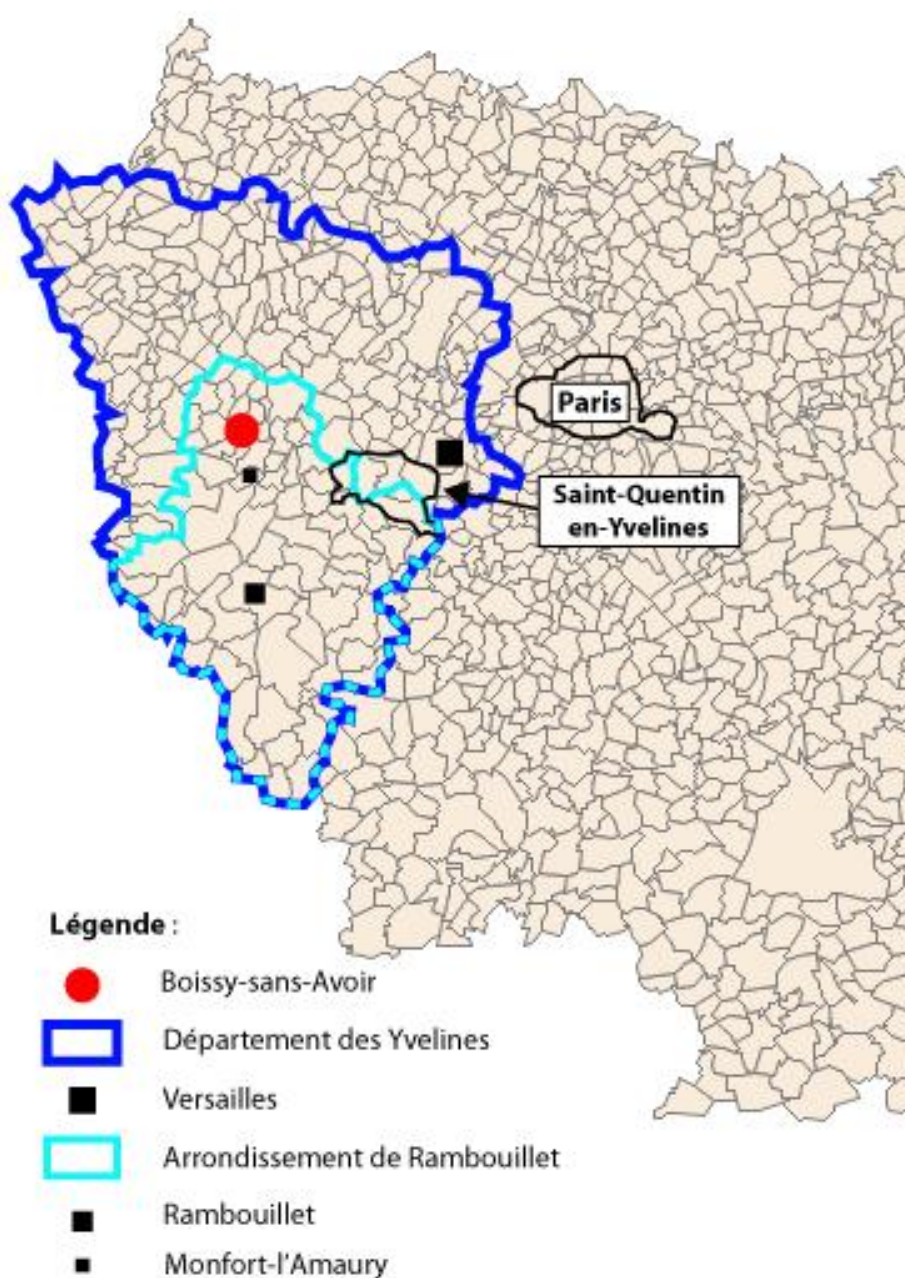 Paris
Saint-Quentin
en-Yvelines
Légende :
Boissy-sans-Avoir
Département des Yvelines
Versailles
Arrondissement de Rambouillet
Rambouillet
Monfort-l'Amaury